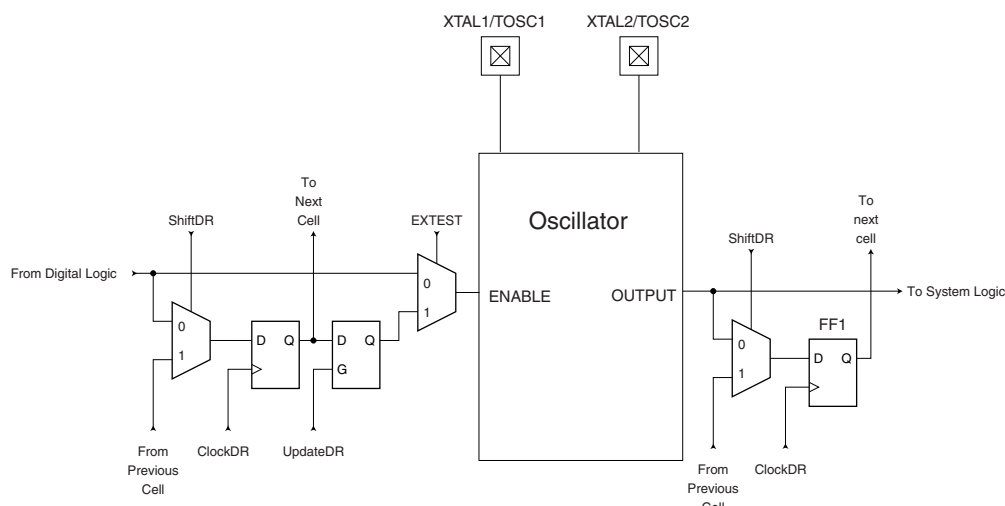 XTAL1/TOSC1
XTAL2/TOSC2
To
Next
Cell
ShiftDR
EXTEST
From Digital Logic
0
1
D Q
D Q
G
0
1
From
Previous
Cell
ClockDR
UpdateDR
Oscillator
ENABLE
OUTPUT
To
next
cell
ShiftDR
To System Logic
FF1
0
1
D Q
From
Previous
Cell
ClockDR